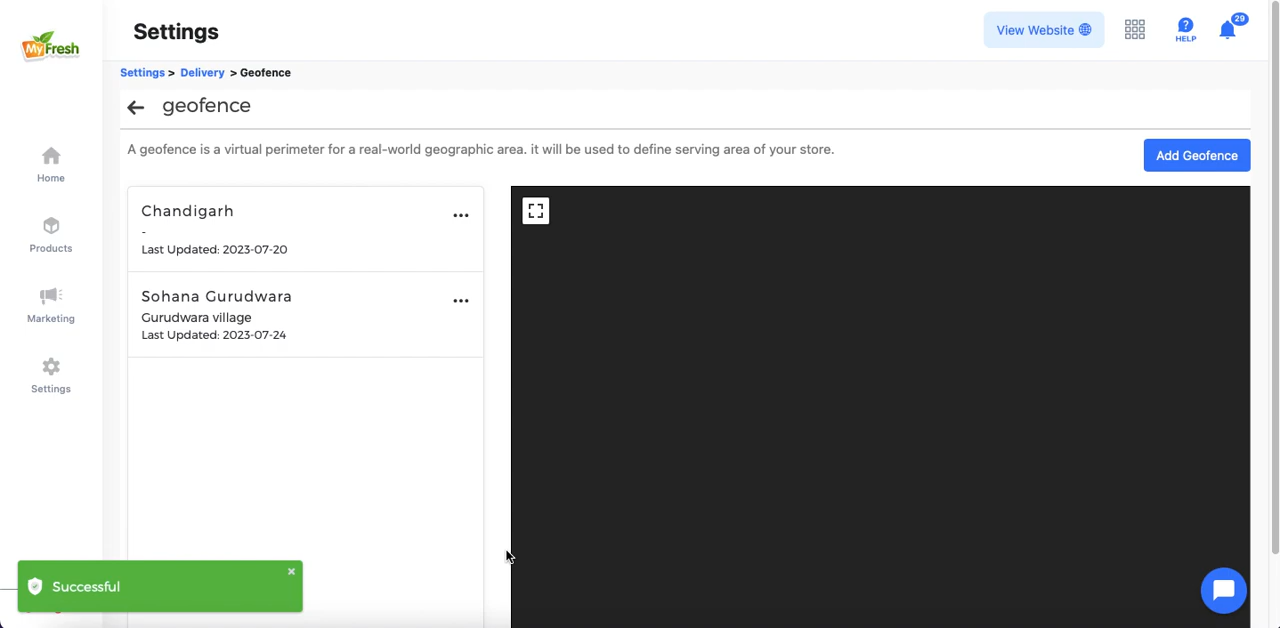 MyFresh
Settings
View Website
HELP
29
Settings > Delivery > Geofence
geofence
A geofence is a virtual perimeter for a real-world geographic area. it will be used to define serving area of your store.
Add Geofence
Home
Products
Marketing
Settings
Chandigarh
-
Last Updated: 2023-07-20
Sohana Gurudwara
Gurudwara village
Last Updated: 2023-07-24
Successful